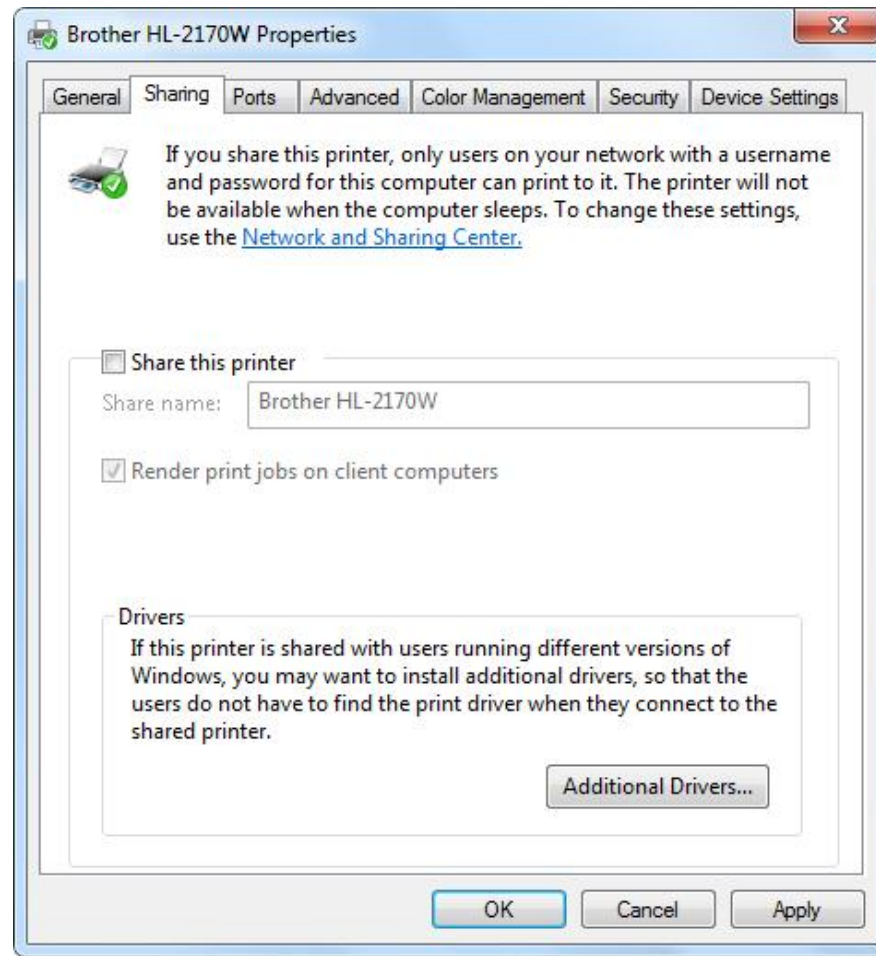 Brother HL-2170W Properties
General Sharing Ports Advanced Color Management Security Device Settings
If you share this printer, only users on your network with a username
and password for this computer can print to it. The printer will not
be available when the computer sleeps. To change these settings,
use the Network and Sharing Center.
Share this printer
Share name: Brother HL-2170W
Render print jobs on client computers
Drivers
If this printer is shared with users running different versions of
Windows, you may want to install additional drivers, so that the
users do not have to find the print driver when they connect to the
shared printer.
Additional Drivers...
OK Cancel Apply